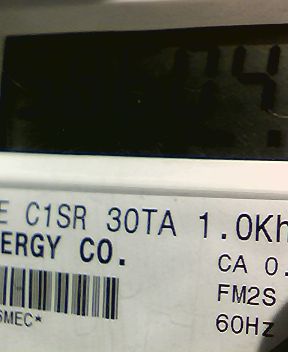 E C1SR 30TA 1.0Kh
ERGY CO.
CA 0.
FM2S
SMEC*
60Hz